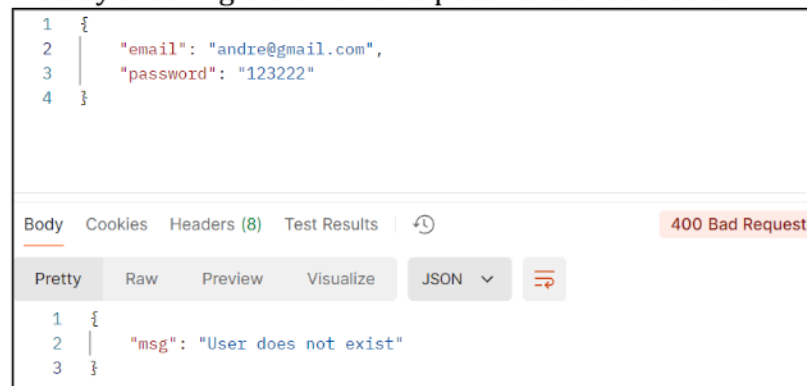 1 {
2 "email": "andre@gmail.com",
3 "password": "123222"
4 }
Body Cookies Headers (8) Test Results 400 Bad Request
Pretty Raw Preview Visualize JSON
1 {
2 "msg": "User does not exist"
3 }